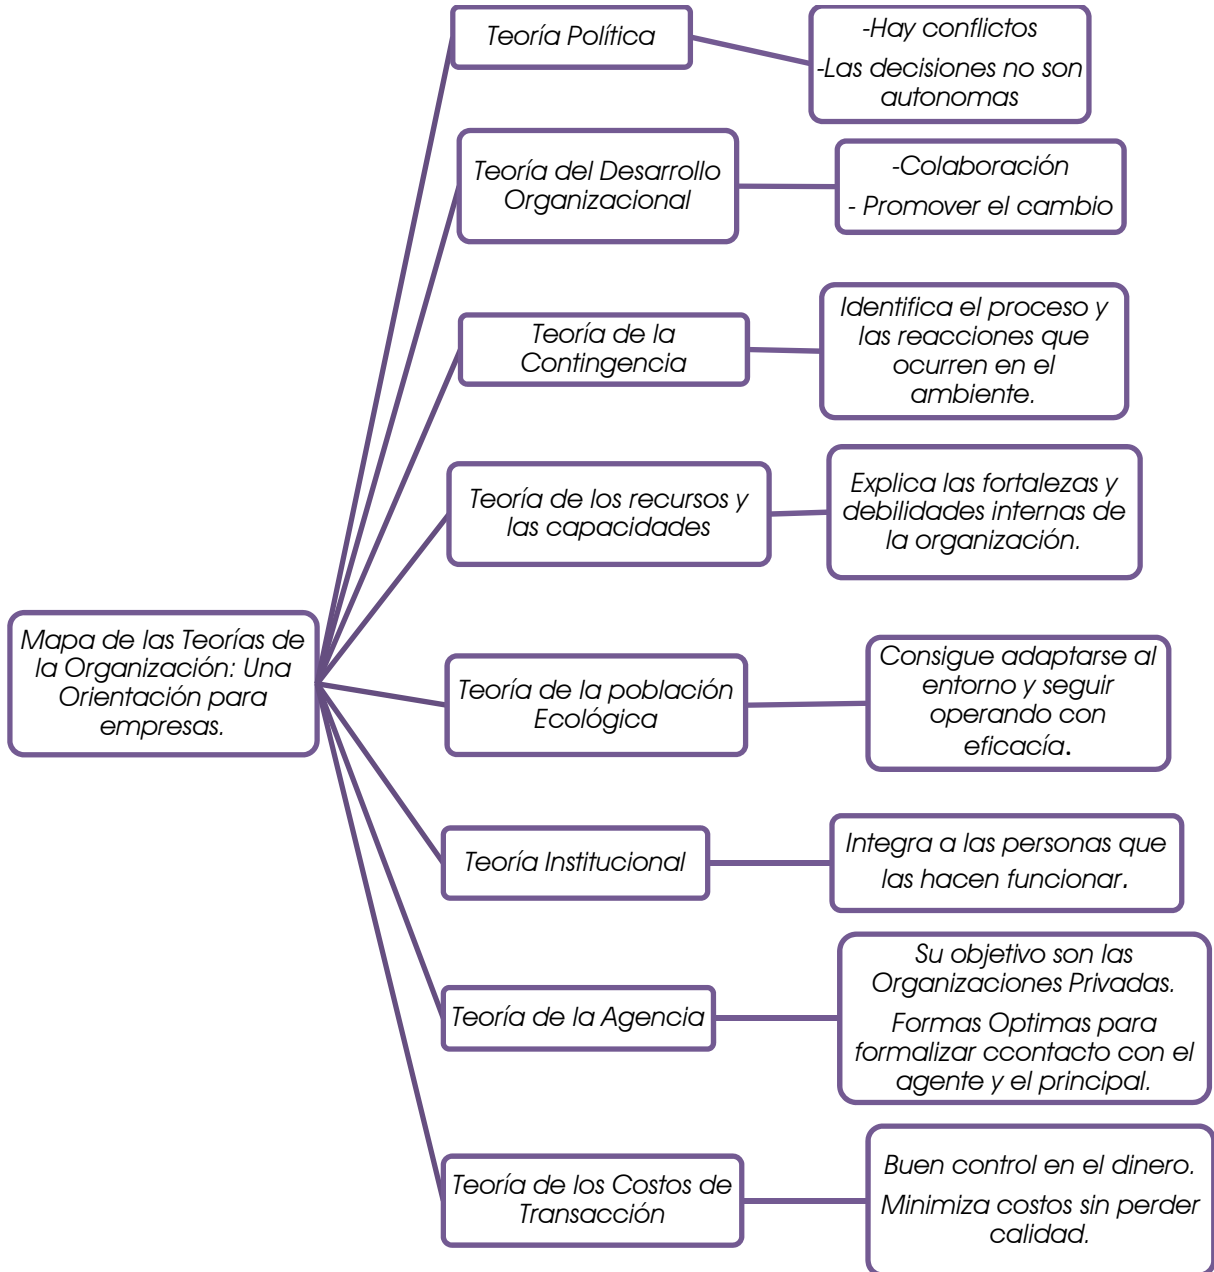 Mapa de las Teorías de
la Organización: Una
Orientación para
empresas.
Teoría Política
-Hay conflictos
-Las decisiones no son
autonomas
Teoría del Desarrollo
Organizacional
-Colaboración
- Promover el cambio
Teoría de la
Contingencia
Identifica el proceso y
las reacciones que
ocurren en el
ambiente.
Teoría de los recursos y
las capacidades
Explica las fortalezas y
debilidades internas de
la organización.
Teoría de la población
Ecológica
Consigue adaptarse al
entorno y seguir
operando con
eficacía.
Teoría Institucional
Integra a las personas que
las hacen funcionar.
Teoría de la Agencia
Su objetivo son las
Organizaciones Privadas.
Formas Optimas para
formalizar ccontacto con el
agente y el principal.
Teoría de los Costos de
Transacción
Buen control en el dinero.
Minimiza costos sin perder
calidad.